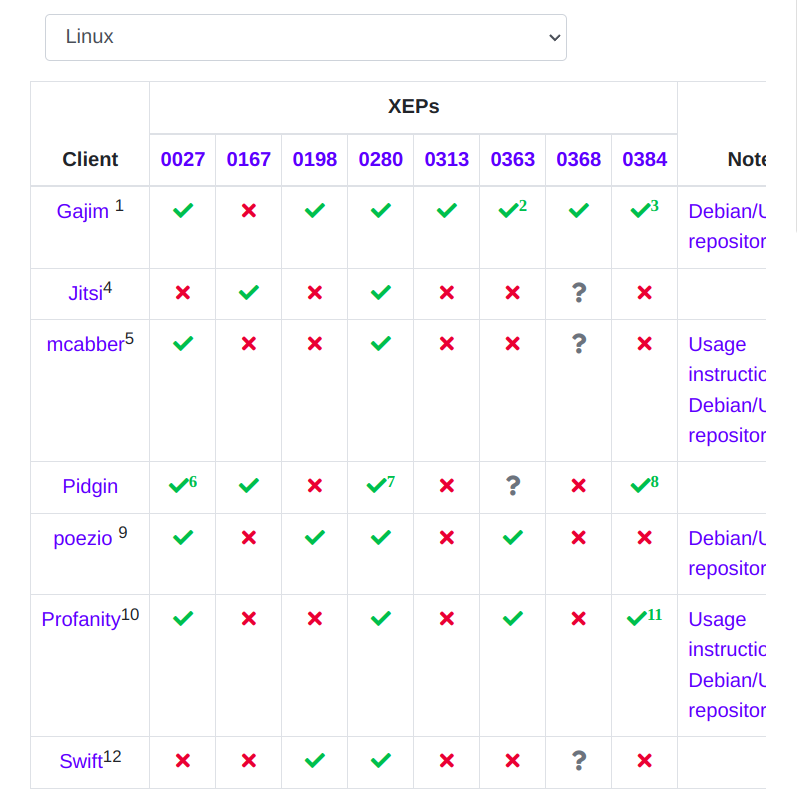 Linux
XEPs
Client 0027 0167 0198 0280 0313 0363 0368 0384 Note
Gajim 1 ✔ ✖ ✔ ✔ ✔ ✔2 ✔ ✔3 Debian/U
repositor
Jitsi4 ✖ ✔ ✖ ✔ ✖ ✖ ? ✖
mcabber5 ✔ ✖ ✖ ✔ ✖ ✖ ? ✖ Usage
instructio
Debian/U
repositor
Pidgin ✔6 ✔ ✖ ✔7 ✖ ? ✖ ✔8
poezio 9 ✔ ✖ ✔ ✔ ✖ ✔ ✖ ✖ Debian/U
repositor
Profanity10 ✔ ✖ ✖ ✔ ✖ ✔ ✖ ✔11 Usage
instructio
Debian/U
repositor
Swift12 ✖ ✖ ✔ ✔ ✖ ✖ ? ✖